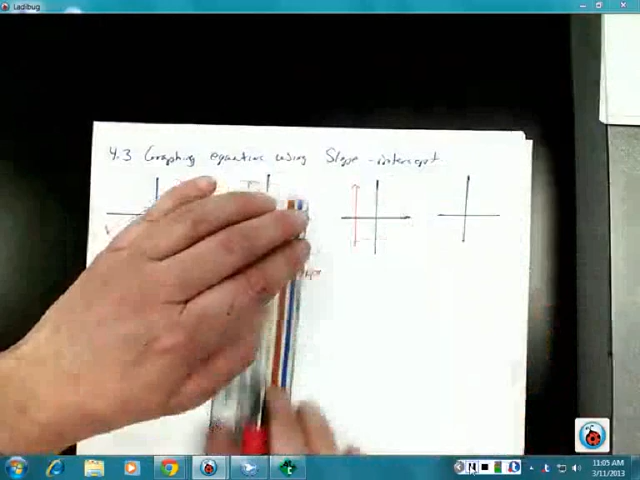 Ladibug
4.3 Graphing equations using Slope-intercept
11:05 AM
3/11/2013